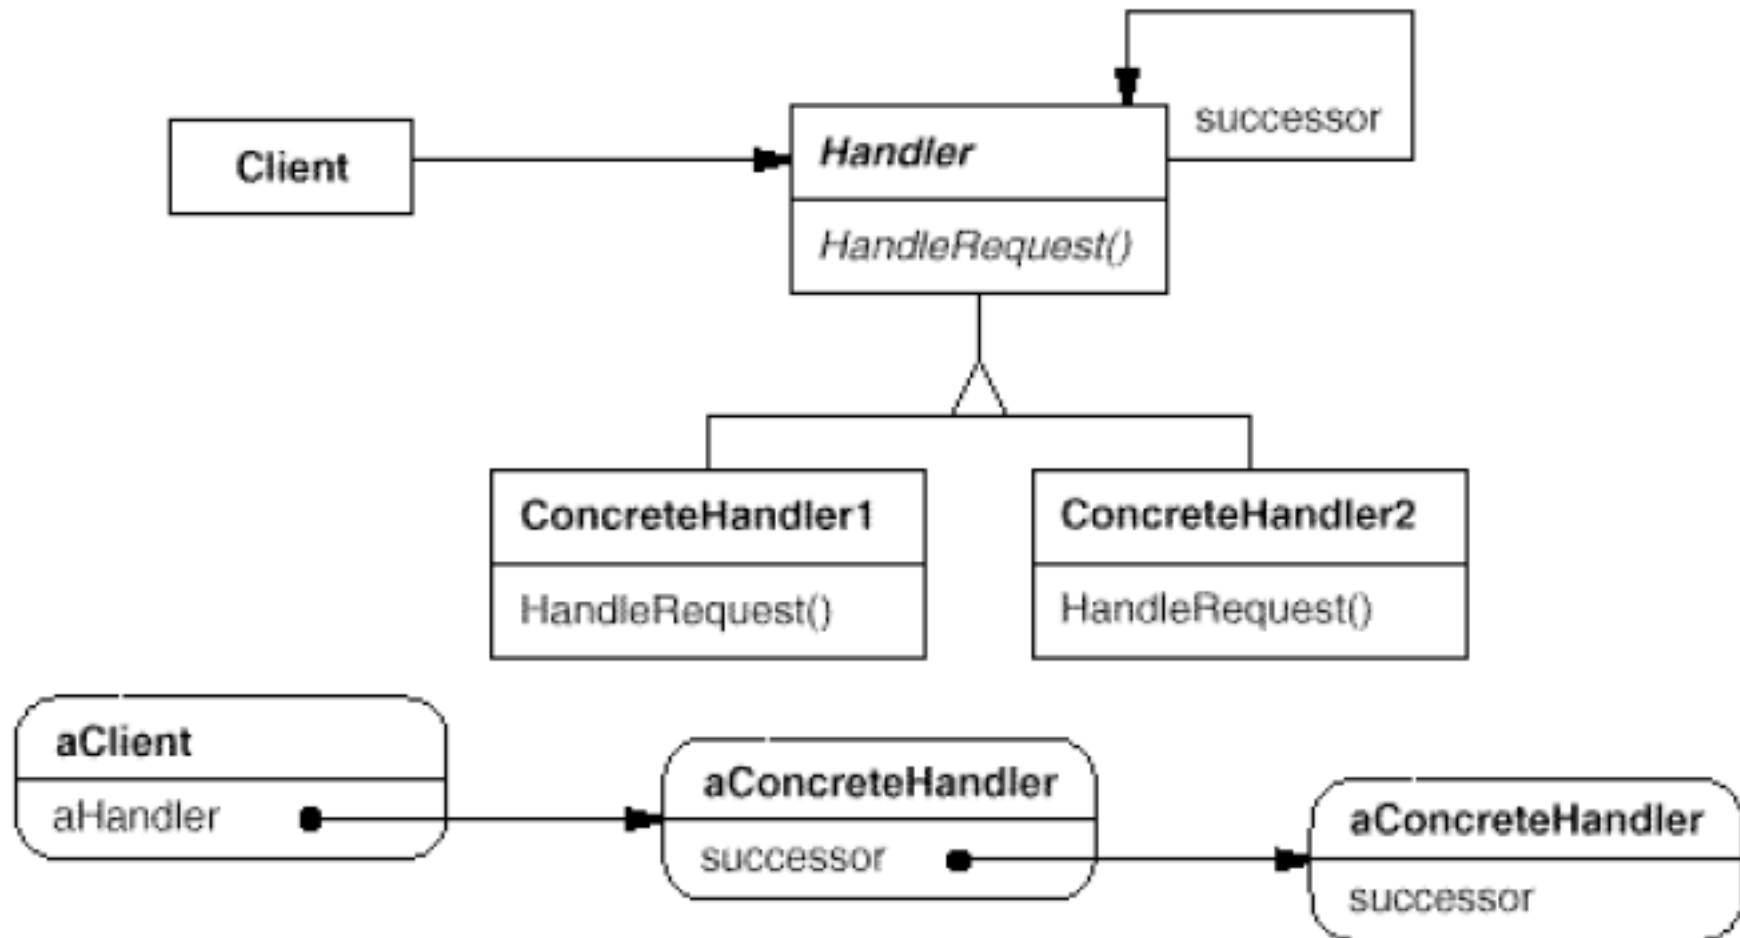 successor
Client
Handler
HandleRequest()
ConcreteHandler1
ConcreteHandler2
HandleRequest()
HandleRequest()
aClient
aHandler
aConcreteHandler
successor
aConcreteHandler
successor